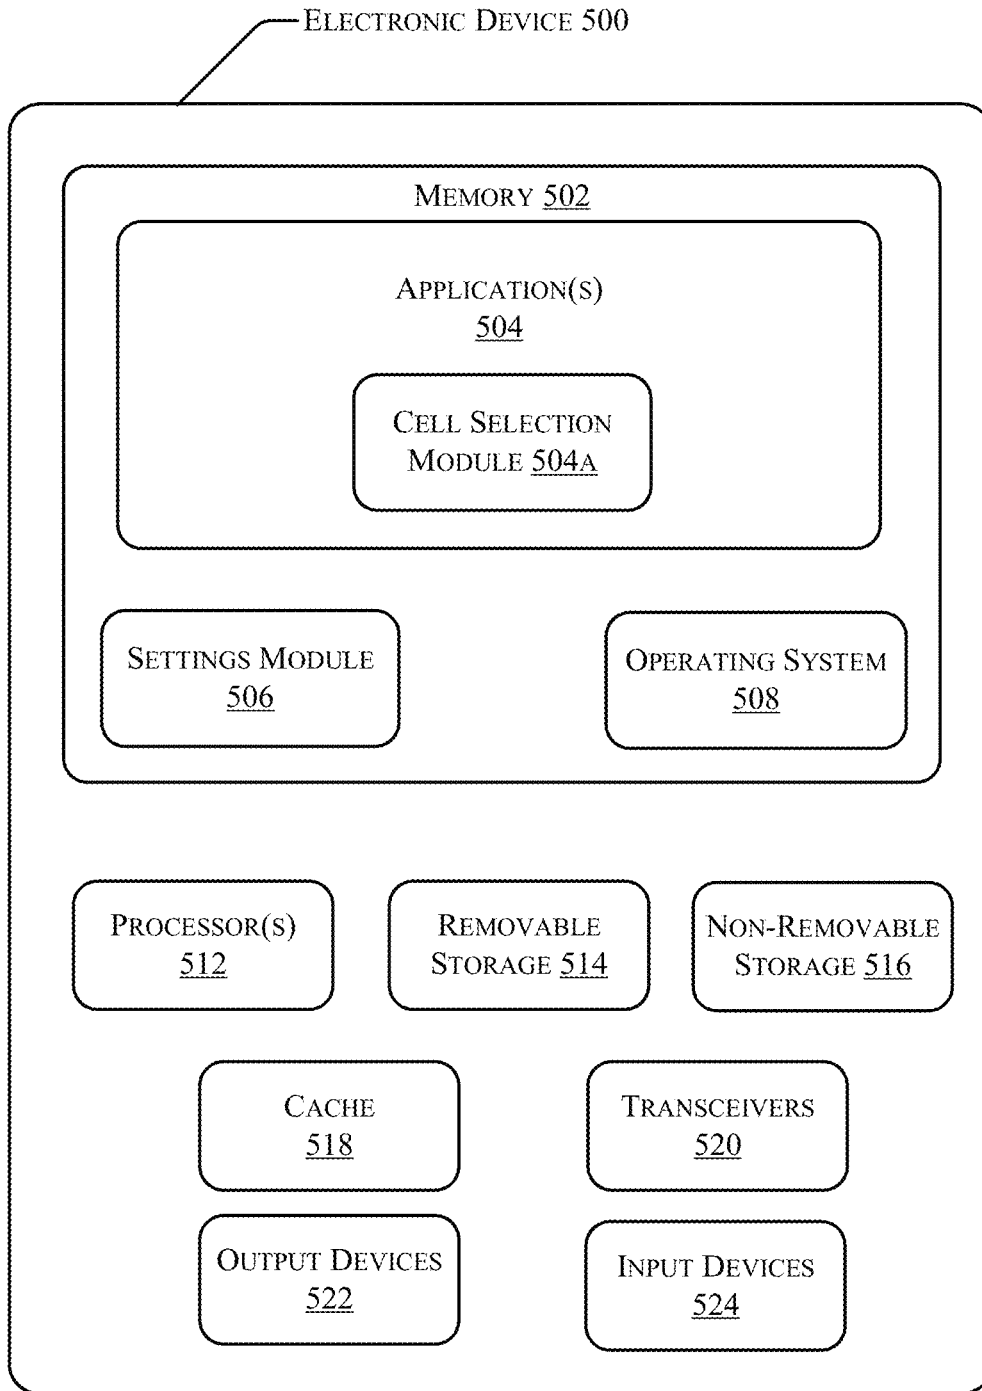 ELECTRONIC DEVICE 500
MEMORY 502
APPLICATION(S)
504
CELL SELECTION
MODULE 504A
SETTINGS MODULE
506
OPERATING SYSTEM
508
PROCESSOR(S)
512
REMOVABLE
STORAGE 514
NON-REMOVABLE
STORAGE 516
CACHE
518
TRANSCEIVERS
520
OUTPUT DEVICES
522
INPUT DEVICES
524